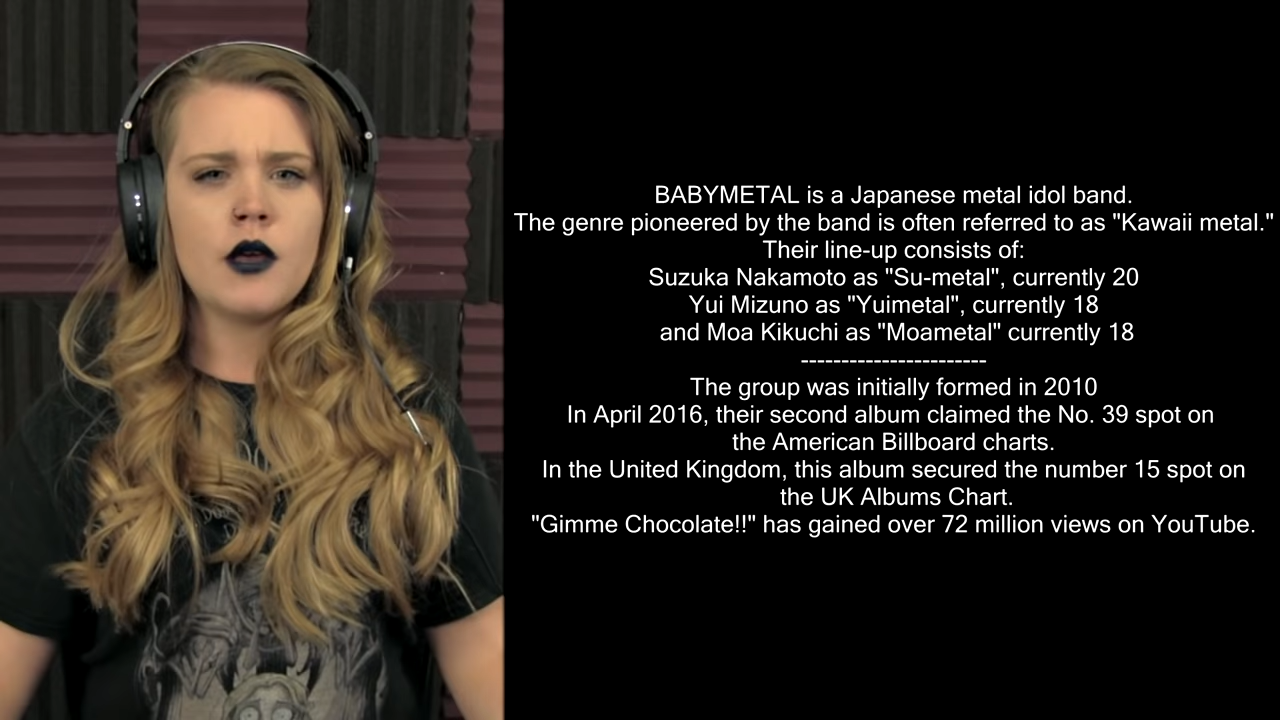 BABYMETAL is a Japanese metal idol band.
The genre pioneered by the band is often referred to as "Kawaii metal."
Their line-up consists of:
Suzuka Nakamoto as "Su-metal", currently 20
Yui Mizuno as "Yuimetal", currently 18
and Moa Kikuchi as "Moametal" currently 18
-----------------------
The group was initially formed in 2010
In April 2016, their second album claimed the No. 39 spot on
the American Billboard charts.
In the United Kingdom, this album secured the number 15 spot on
the UK Albums Chart.
"Gimme Chocolate!!" has gained over 72 million views on YouTube.